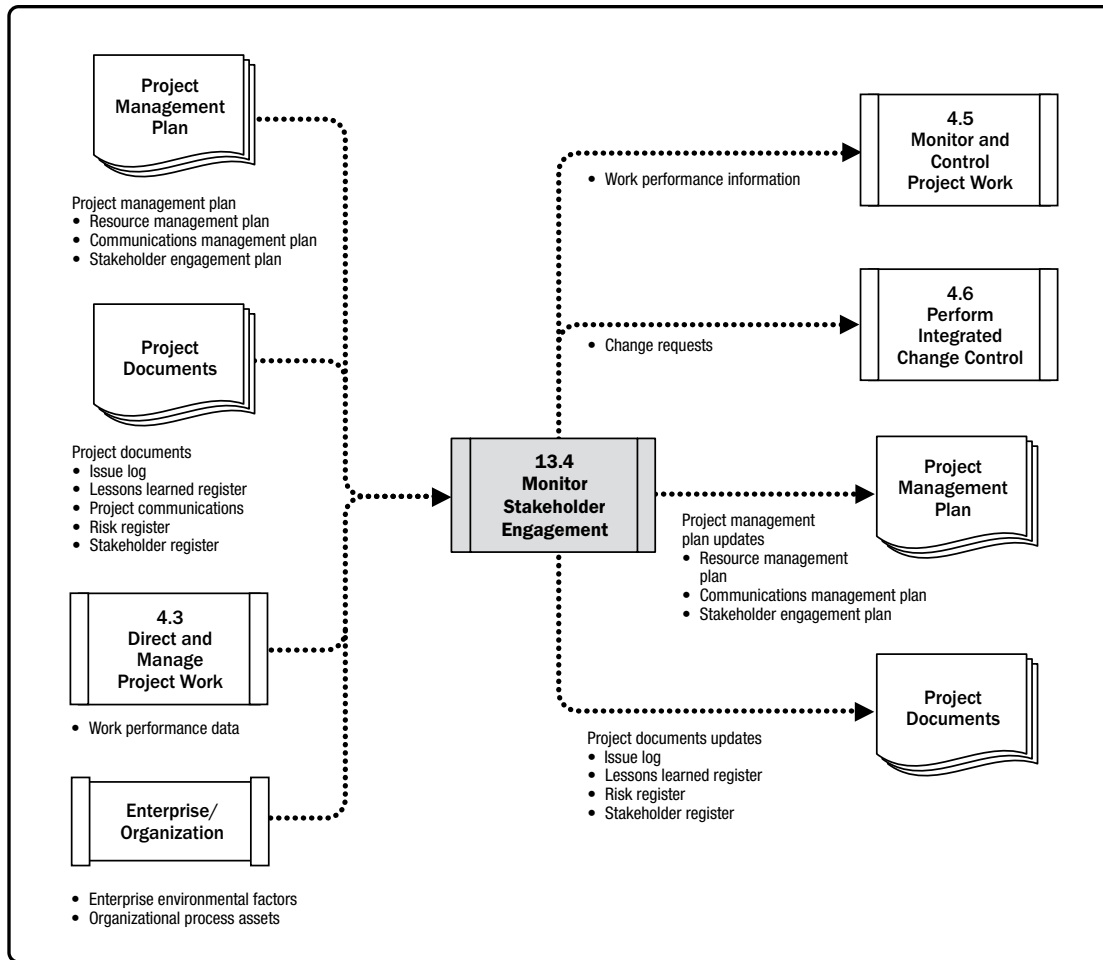 Project
Management
Plan
Project management plan
• Resource management plan
• Communications management plan
• Stakeholder engagement plan
Project
Documents
Project documents
• Issue log
• Lessons learned register
• Project communications
• Risk register
• Stakeholder register
4.3
Direct and
Manage
Project Work
• Work performance data
Enterprise/
Organization
• Enterprise environmental factors
• Organizational process assets
13.4
Monitor
Stakeholder
Engagement
• Work performance information
4.5
Monitor and
Control
Project Work
• Change requests
4.6
Perform
Integrated
Change Control
Project management
plan updates
• Resource management
plan
• Communications management plan
• Stakeholder engagement plan
Project
Management
Plan
Project documents updates
• Issue log
• Lessons learned register
• Risk register
• Stakeholder register
Project
Documents